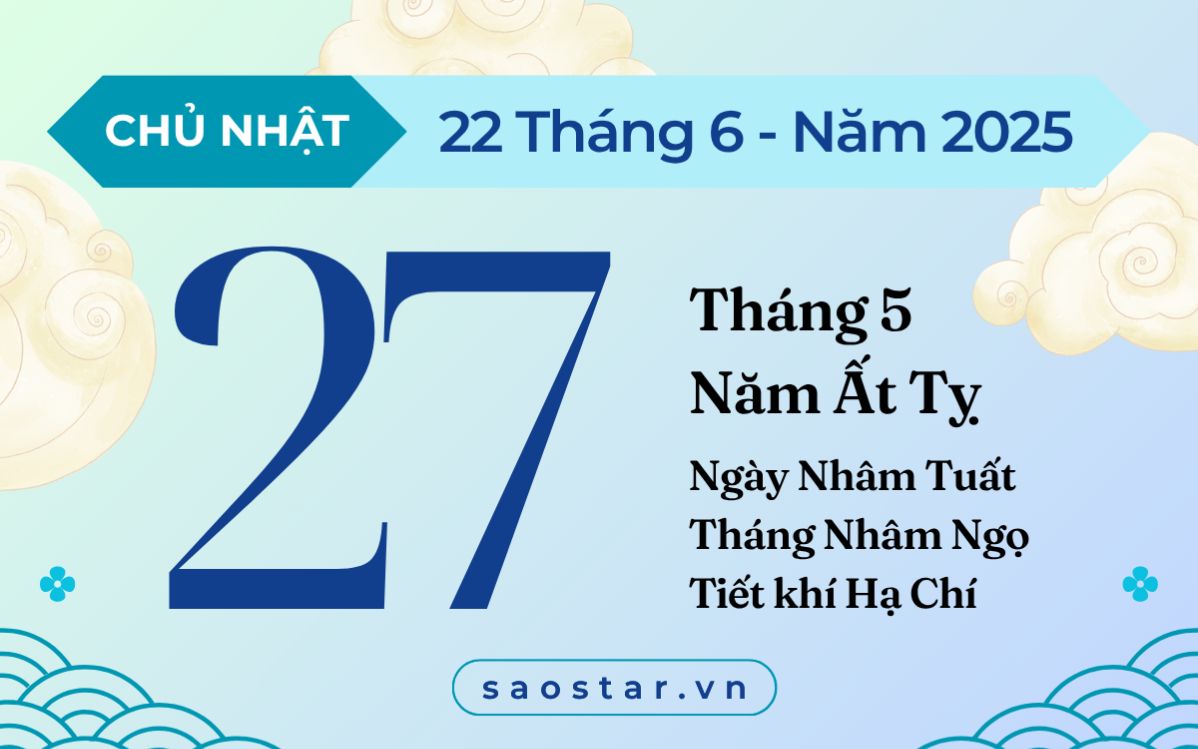 CHỦ NHẬT
22 Tháng 6 - Năm 2025
27
Tháng 5
Năm Ất Tỵ
Ngày Nhâm Tuất
Tháng Nhâm Ngọ
Tiết khí Hạ Chí
saostar.vn